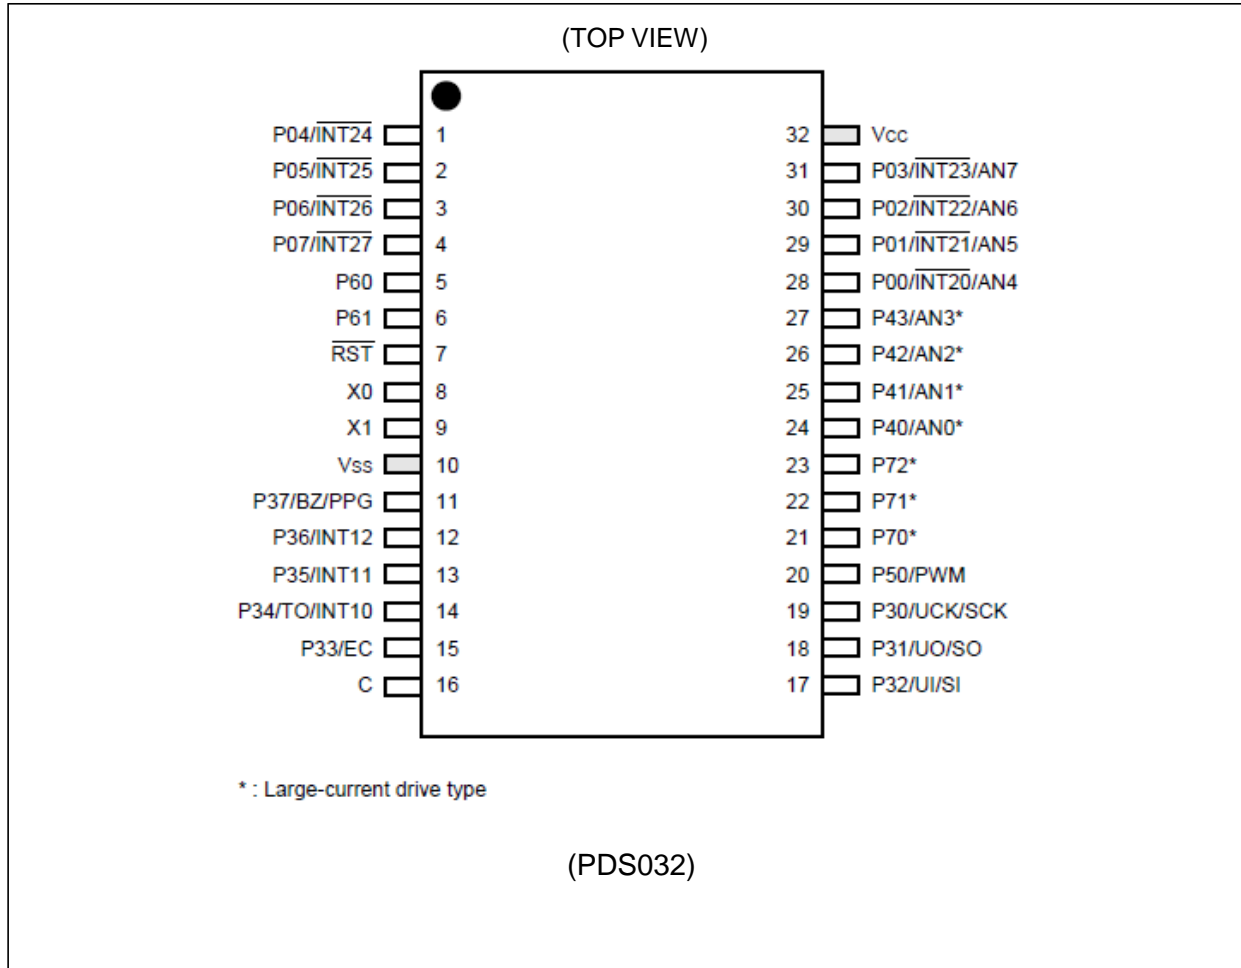 (TOP VIEW)
P04/INT24 1 32 Vcc
P05/INT25 2 31 P03/INT23/AN7
P06/INT26 3 30 P02/INT22/AN6
P07/INT27 4 29 P01/INT21/AN5
P60 5 28 P00/INT20/AN4
P61 6 27 P43/AN3*
RST 7 26 P42/AN2*
X0 8 25 P41/AN1*
X1 9 24 P40/AN0*
Vss 10 23 P72*
P37/BZ/PPG 11 22 P71*
P36/INT12 12 21 P70*
P35/INT11 13 20 P50/PWM
P34/TO/INT10 14 19 P30/UCK/SCK
P33/EC 15 18 P31/UO/SO
C 16 17 P32/UI/SI
* : Large-current drive type
(PDS032)